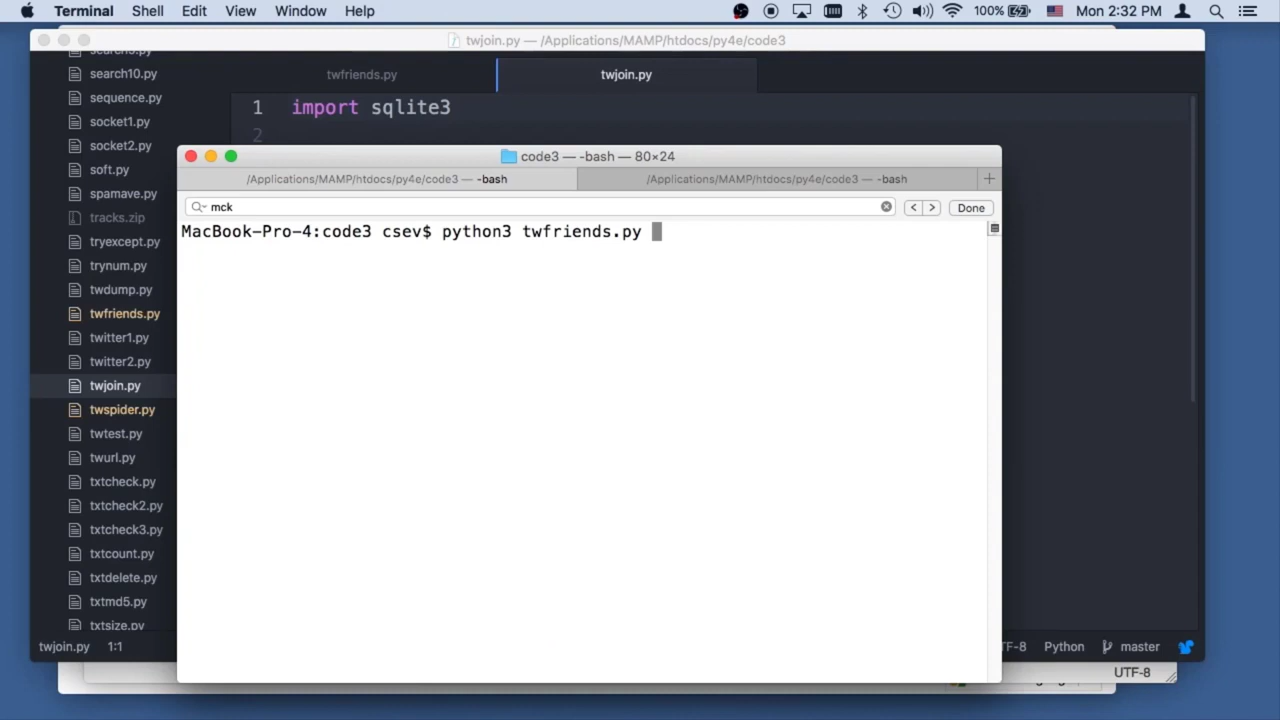 Terminal Shell Edit View Window Help 100% Mon 2:32 PM
twjoin.py — /Applications/MAMP/htdocs/py4e/code3
search10.py
sequence.py
socket1.py
socket2.py
soft.py
spamave.py
tracks.zip
tryexcept.py
trynum.py
twdump.py
twfriends.py
twitter1.py
twitter2.py
twjoin.py
twspider.py
twtest.py
twurl.py
txtcheck.py
txtcheck2.py
txtcheck3.py
txtcount.py
txtdelete.py
txtmd5.py
txtsize.py
twfriends.py twjoin.py
1 import sqlite3
2
code3 — -bash — 80×24
/Applications/MAMP/htdocs/py4e/code3 — -bash /Applications/MAMP/htdocs/py4e/code3 — -bash
mck Done
MacBook-Pro-4:code3 csev$ python3 twfriends.py
twjoin.py 1:1 TF-8 Python master
UTF-8